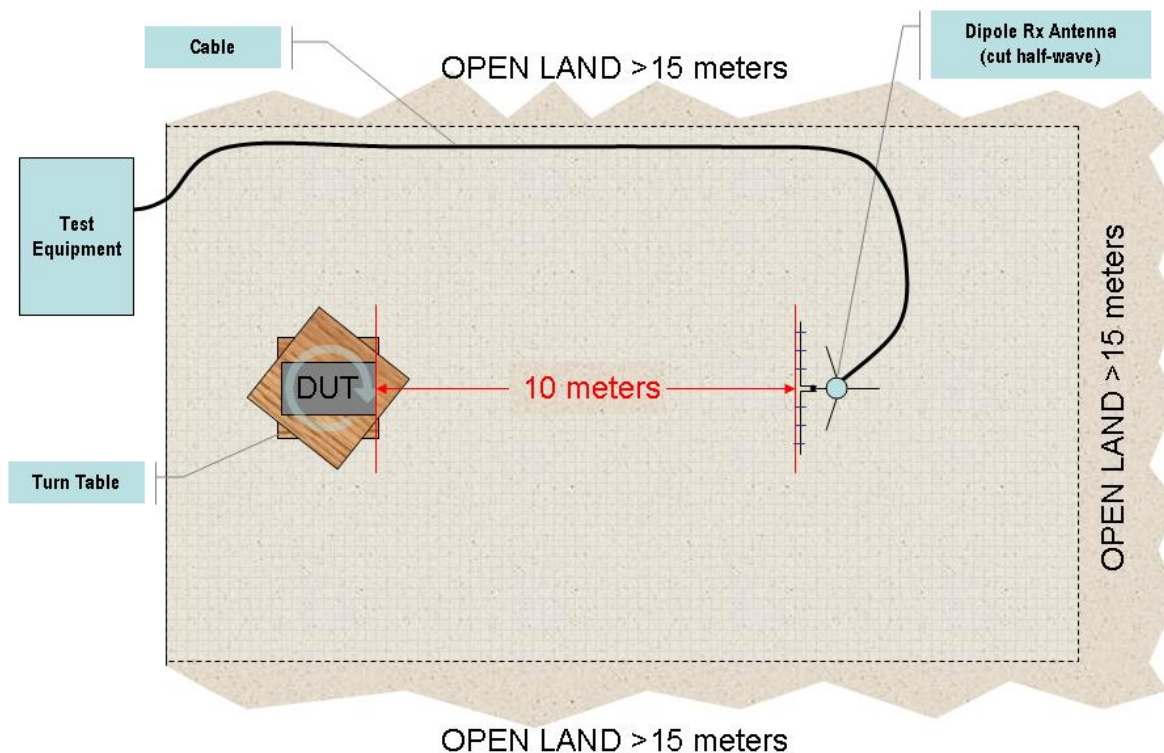 Cable
Dipole Rx Antenna
(cut half-wave)
OPEN LAND >15 meters
Test
Equipment
OPEN LAND >15 meters
DUT
10 meters
Turn Table
OPEN LAND >15 meters